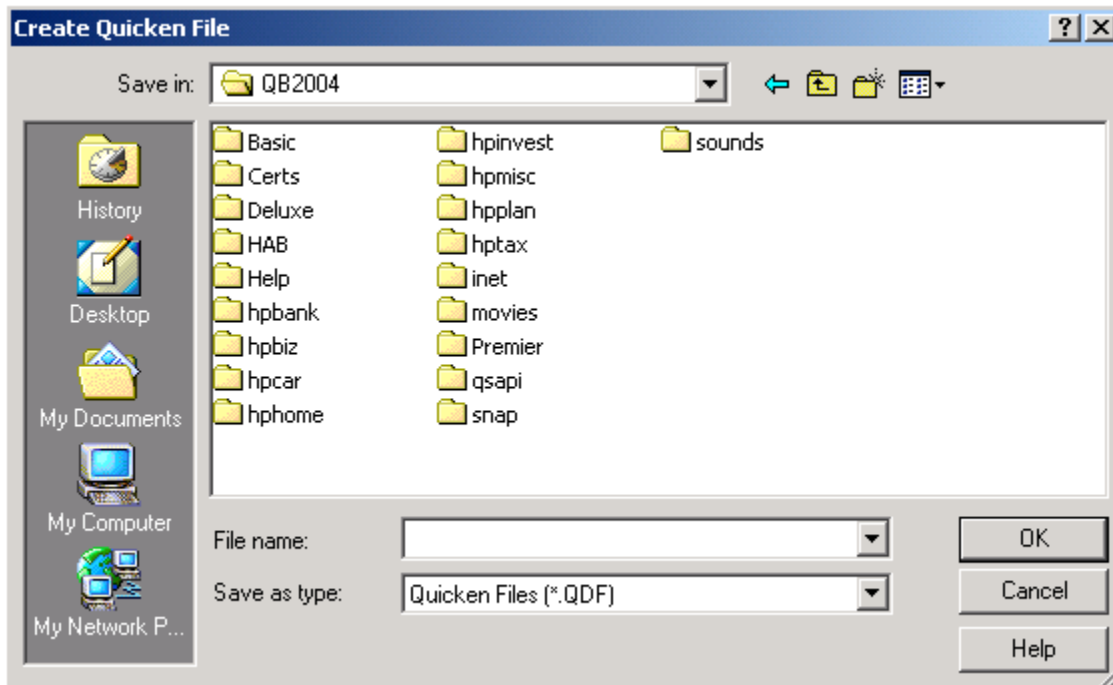 Create Quicken File
Save in: QB2004
History
Desktop
My Documents
My Computer
My Network P...
Basic
Certs
Deluxe
HAB
Help
hpbank
hpbiz
hpcar
hphome
hpinvest
hpmisc
hpplan
hptax
inet
movies
Premier
qsapi
snap
sounds
File name:
OK
Save as type: Quicken Files (*.QDF)
Cancel
Help